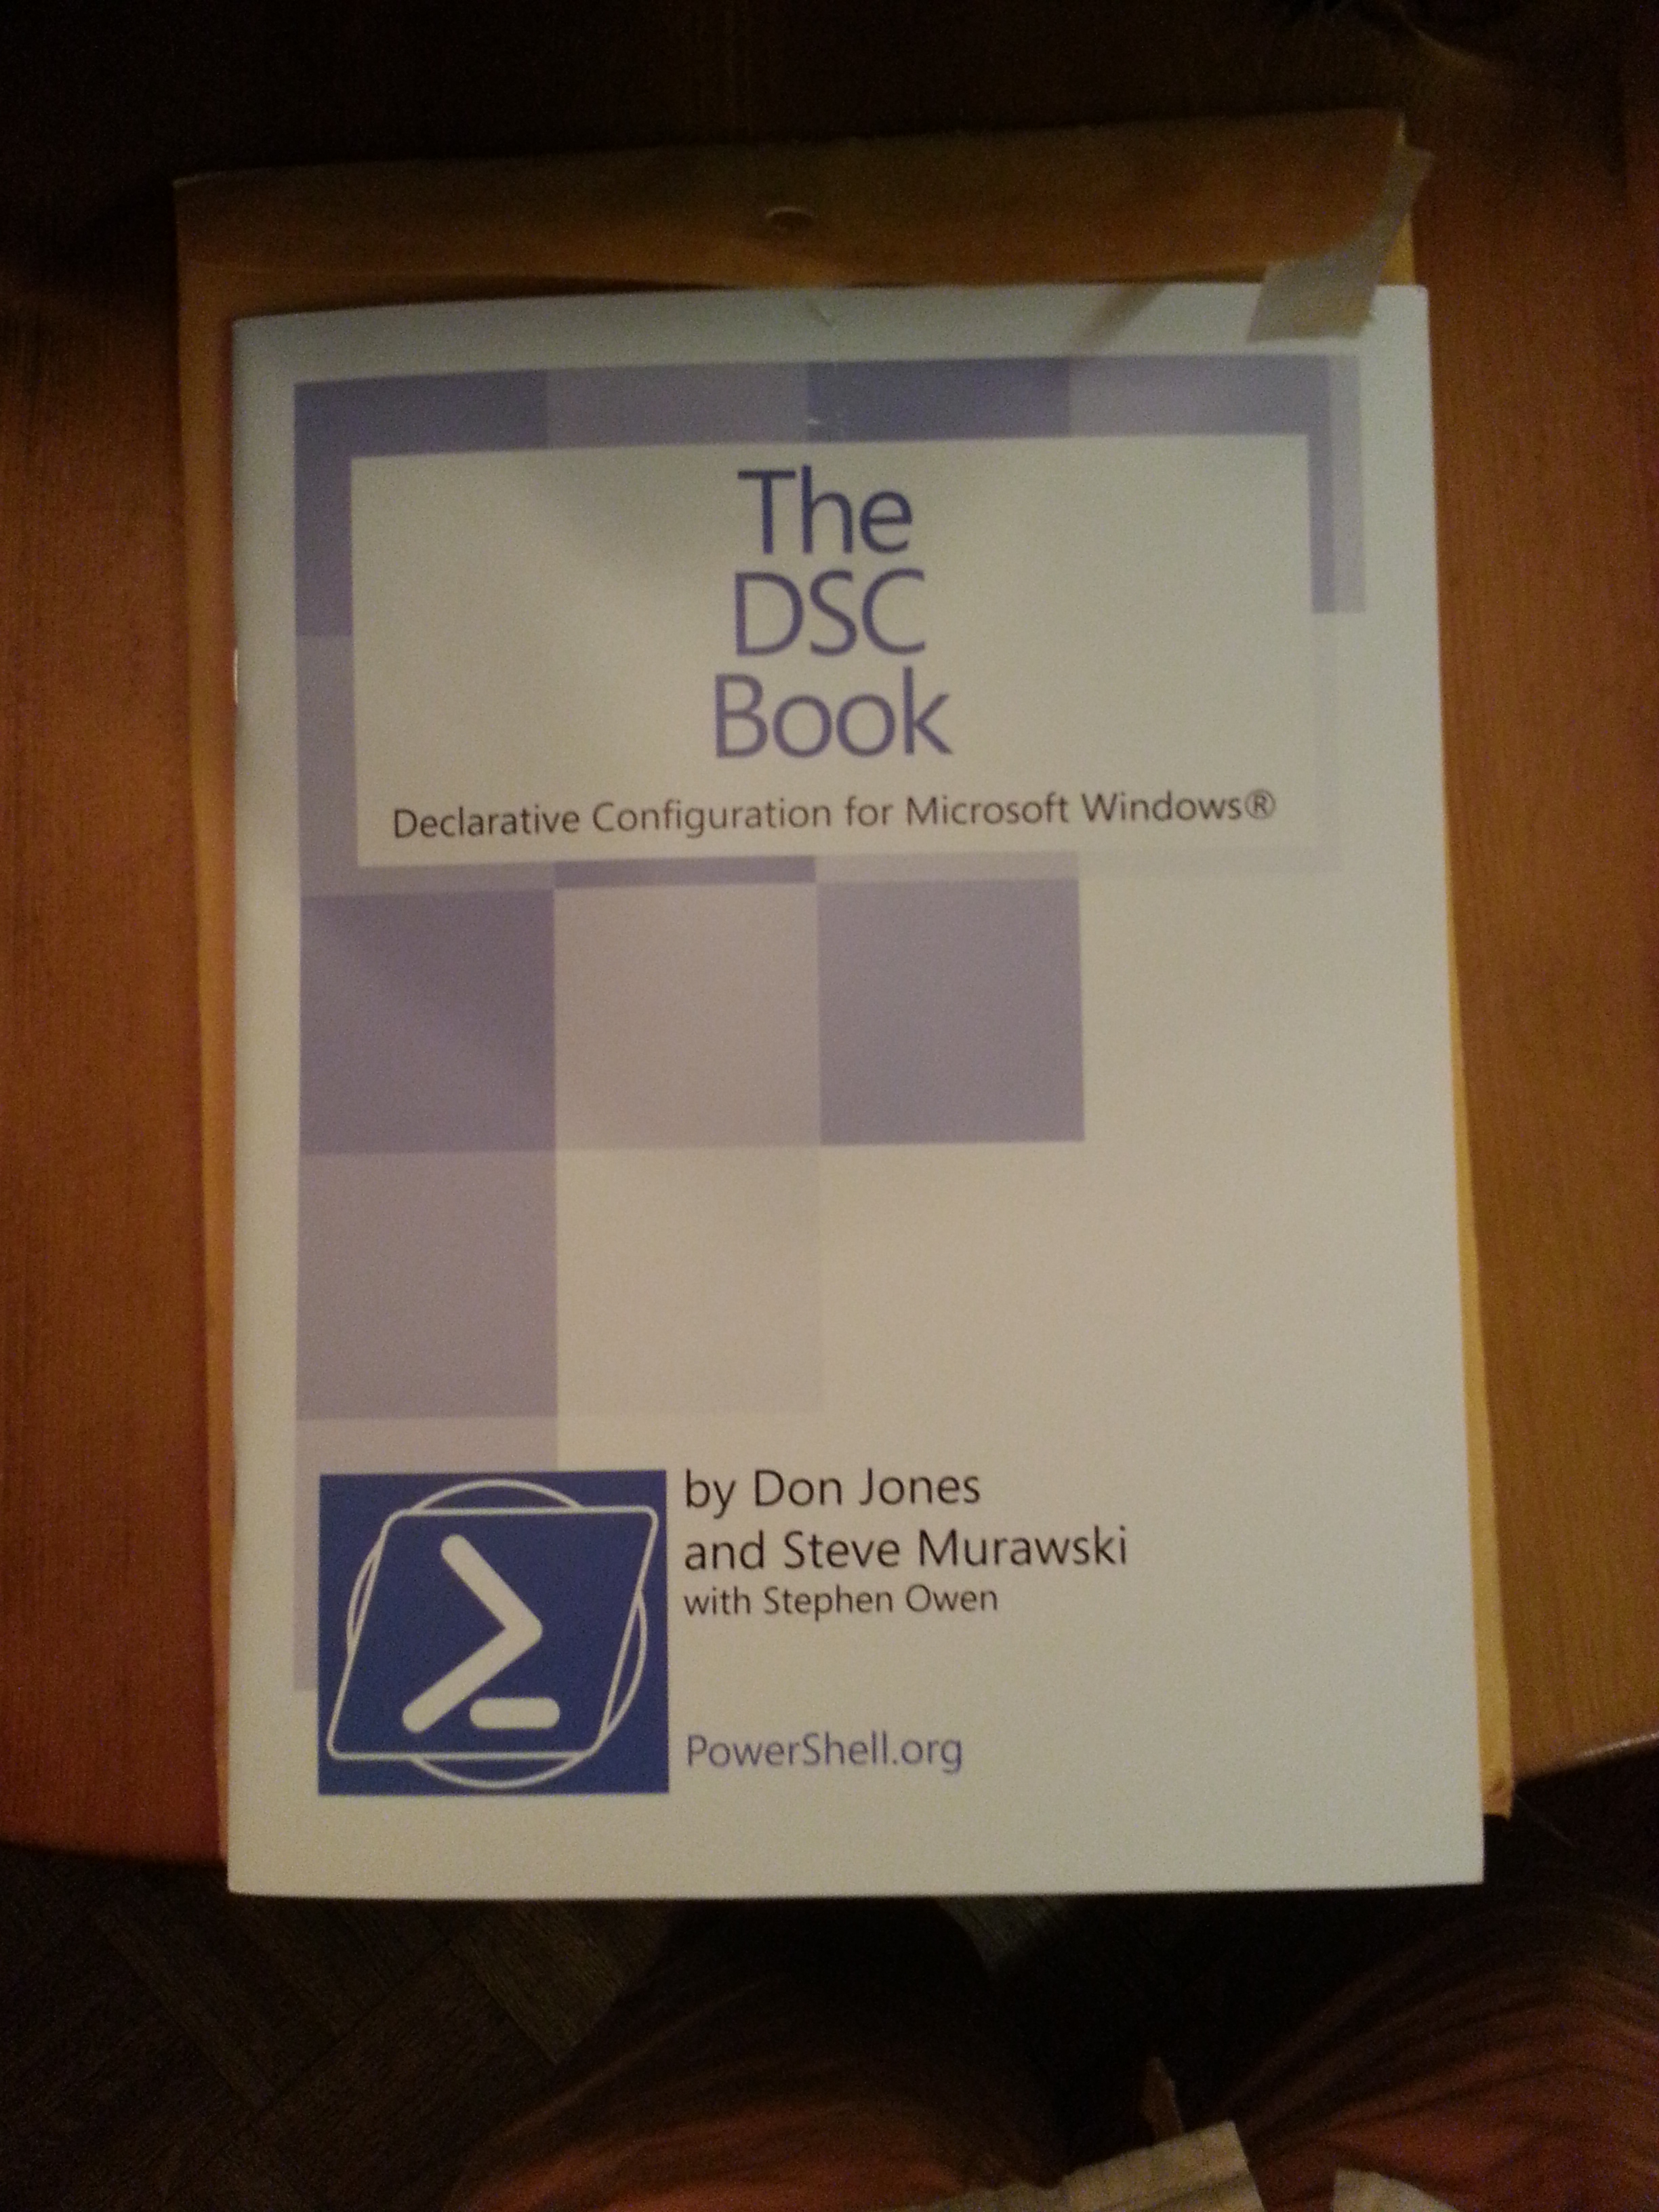 The
DSC
Book
Declarative Configuration for Microsoft Windows®
by Don Jones
and Steve Murawski
with Stephen Owen
PowerShell.org